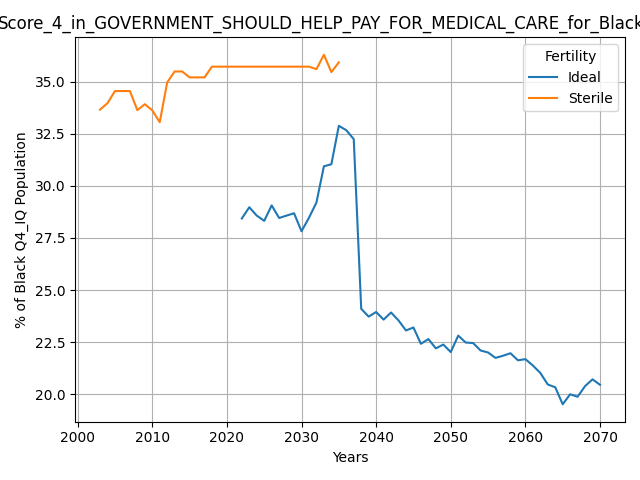 Score_4_in_GOVERNMENT_SHOULD_HELP_PAY_FOR_MEDICAL_CARE_for_Black
Fertility
Ideal
Sterile
% of Black Q4_IQ Population
35.0
32.5
30.0
27.5
25.0
22.5
20.0
2000 2010 2020 2030 2040 2050 2060 2070
Years